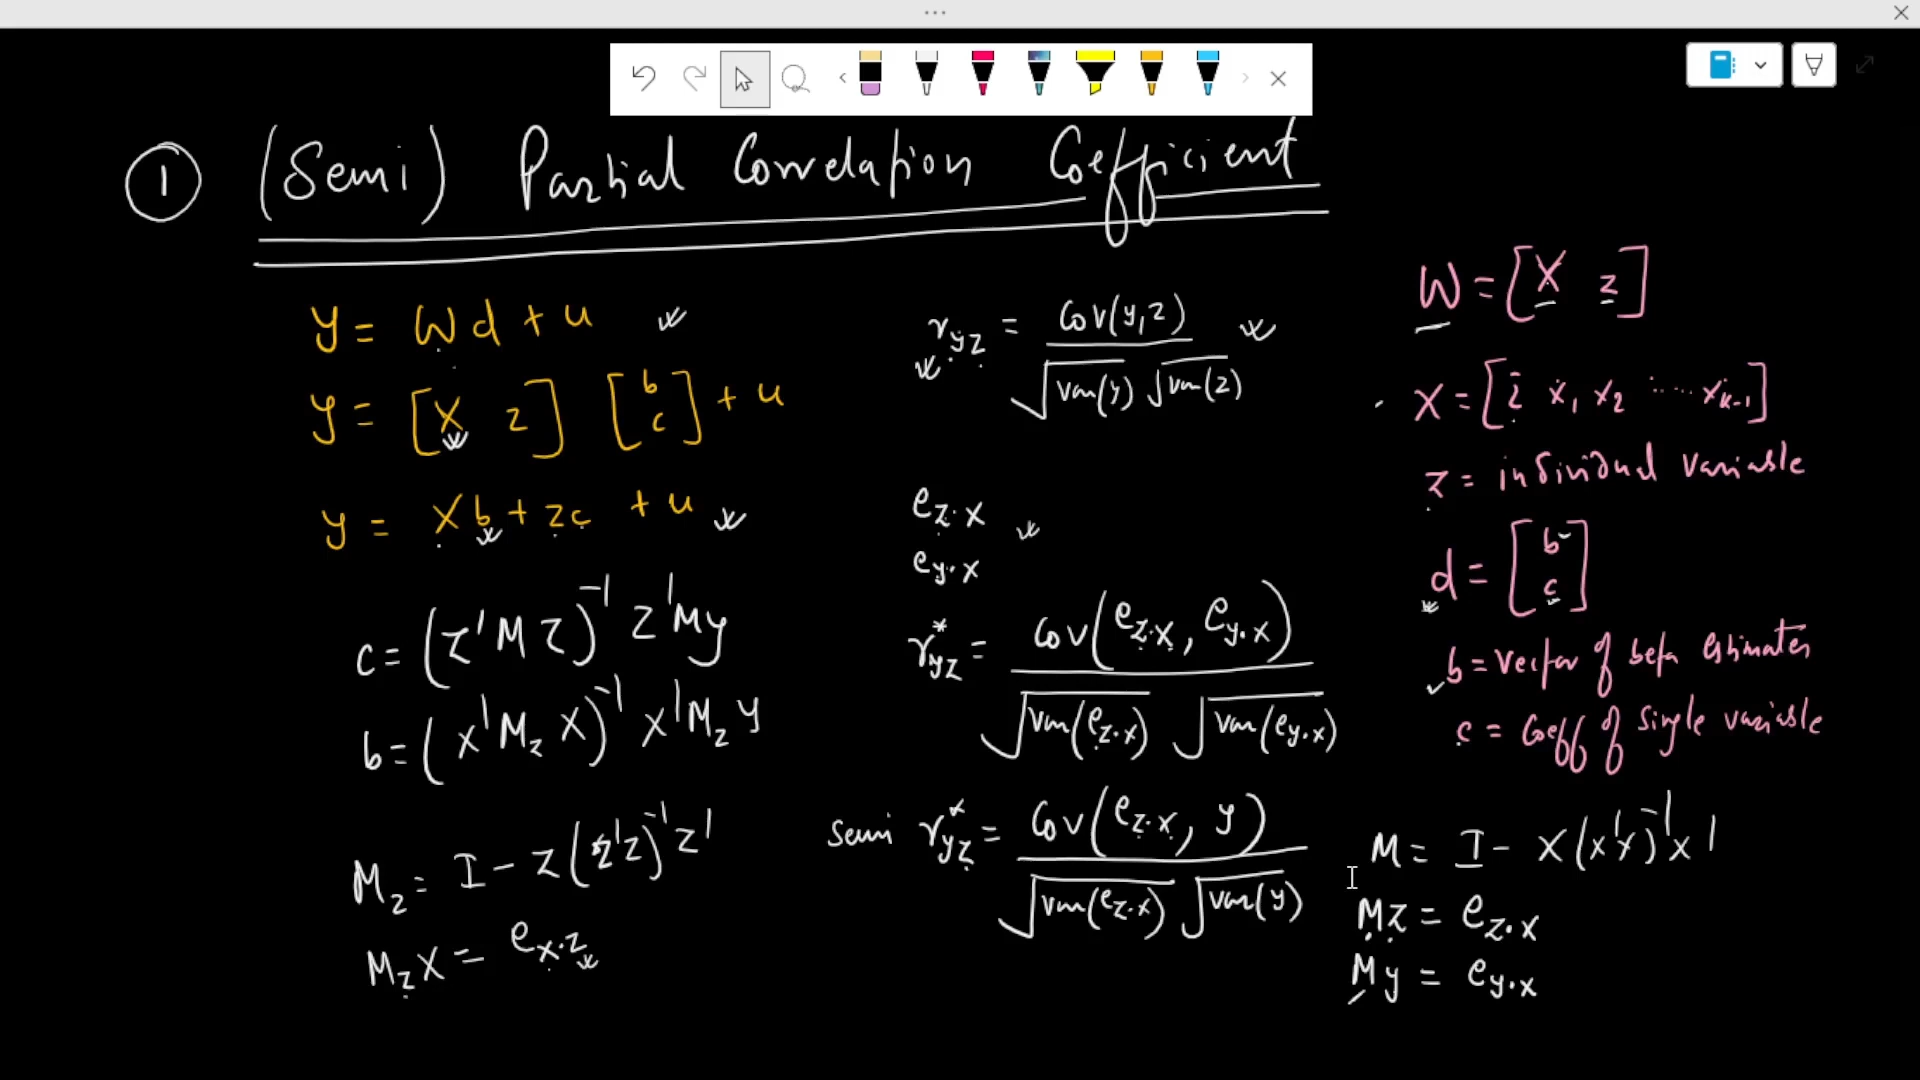 ① (Semi) Partial Correlation Coefficient
y = Wd + u
y = [X z] [b c] + u
y = Xb + zc + u
c = (z'Mz)⁻¹ z'My
b = (X'M_z X)⁻¹ X'M_z y
M_z = I - z(z'z)⁻¹z'
M_z X = e_x.z
r_yz = Cov(y,z) / √Var(y) √Var(z)
e_z.x
e_y.x
r*_yz = Cov(e_z.x, e_y.x) / √Var(e_z.x) √Var(e_y.x)
Semi r*_yz = Cov(e_z.x, y) / √Var(e_z.x) √Var(y)
W = [X z]
X = [i x₁ x₂ ...... x_k-1]
z = individual variable
d = [b c]
b = vector of beta estimates
c = Coeff of single variable
M = I - X(X'X)⁻¹X'
Mz = e_z.x
My = e_y.x